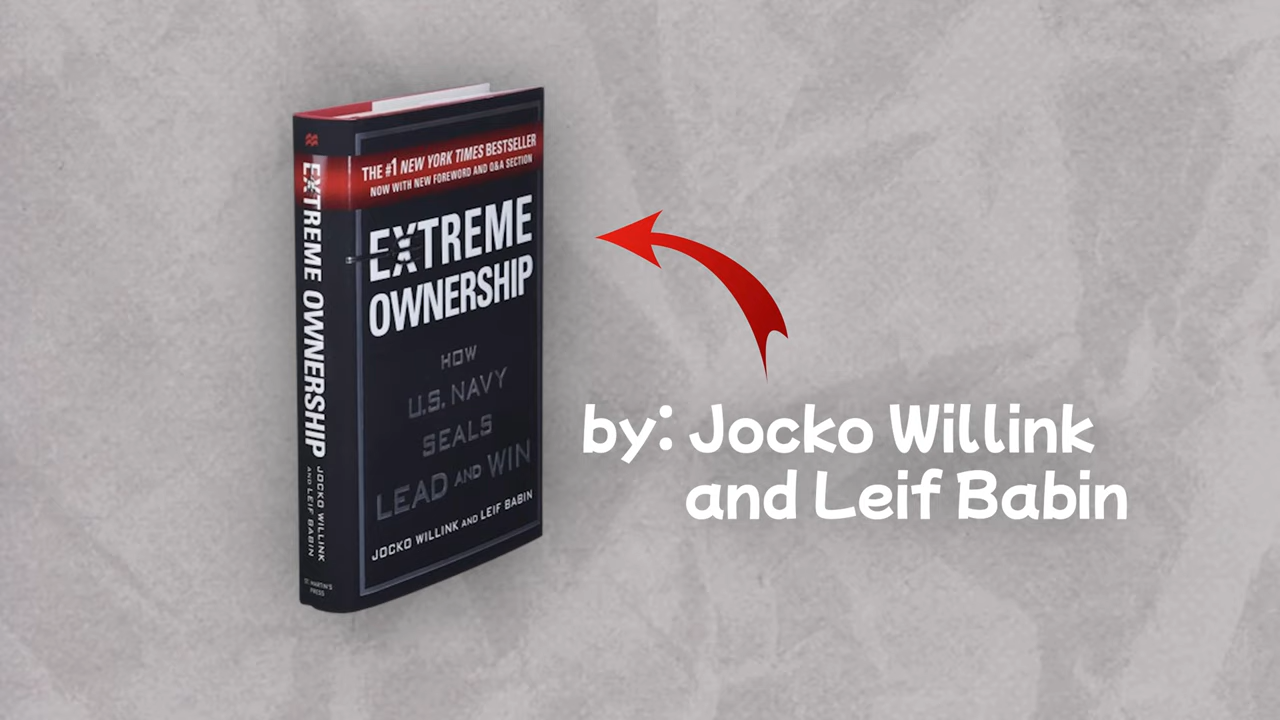 THE #1 NEW YORK TIMES BESTSELLER
NOW WITH NEW FOREWORD AND Q&A SECTION
EXTREME
OWNERSHIP
HOW
U.S. NAVY
SEALS
LEAD AND WIN
JOCKO WILLINK AND LEIF BABIN
EXTREME OWNERSHIP
JOCKO WILLINK
AND LEIF BABIN
ST. MARTIN'S
PRESS
by: Jocko Willink
and Leif Babin